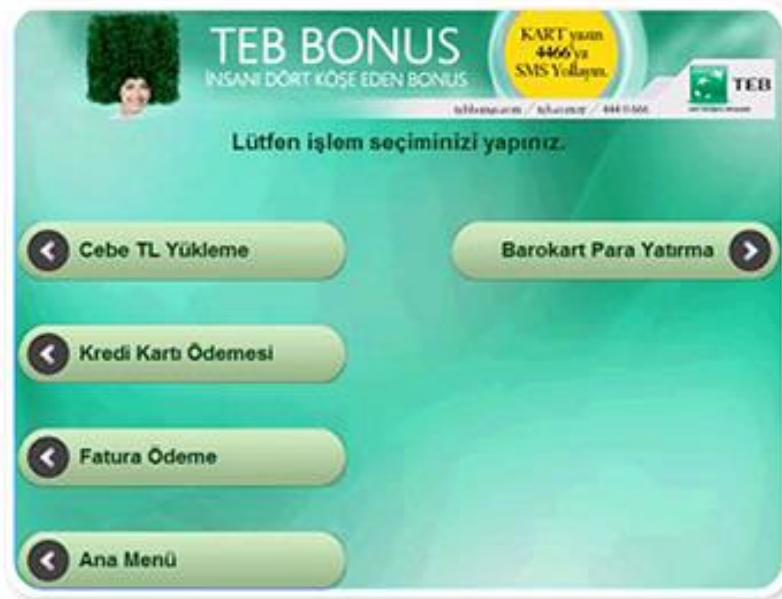 TEB BONUS
İNSANI DÖRT KÖŞE EDEN BONUS
KART yazın
4466'ya
SMS Yollayın.
TEB
Lütfen işlem seçiminizi yapınız.
Cebe TL Yükleme
Barokart Para Yatırma
Kredi Kartı Ödemesi
Fatura Ödeme
Ana Menü